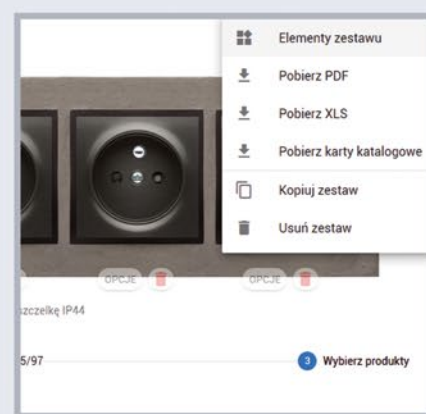 Elementy zestawu
Pobierz PDF
Pobierz XLS
Pobierz karty katalogowe
Kopiuj zestaw
Usuń zestaw
OPCJE OPCJE
szczelkę IP44
5/97
3 Wybierz produkty